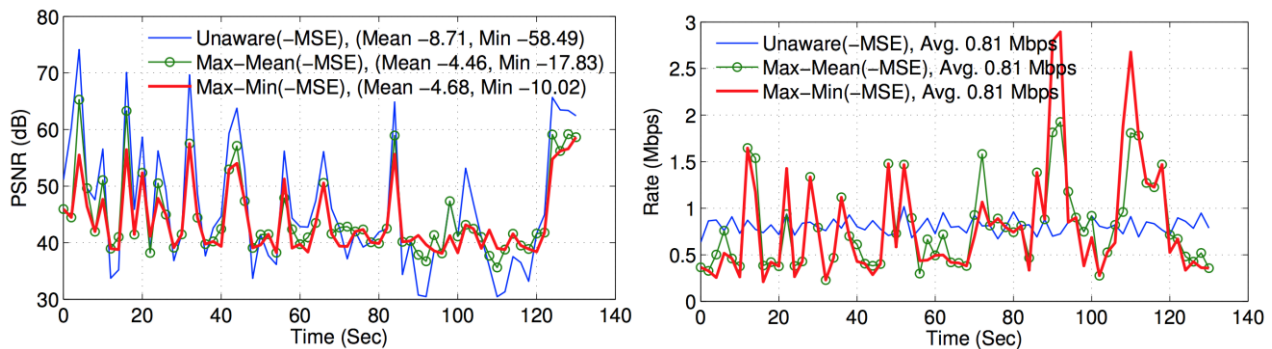 80
70
60
50
40
30
PSNR (dB)
Unaware(−MSE), (Mean −8.71, Min −58.49)
Max−Mean(−MSE), (Mean −4.46, Min −17.83)
Max−Min(−MSE), (Mean −4.68, Min −10.02)
0 20 40 60 80 100 120 140
Time (Sec)
3
2.5
2
1.5
1
0.5
0
Rate (Mbps)
Unaware(−MSE), Avg. 0.81 Mbps
Max−Mean(−MSE), Avg. 0.81 Mbps
Max−Min(−MSE), Avg. 0.81 Mbps
0 20 40 60 80 100 120 140
Time (Sec)